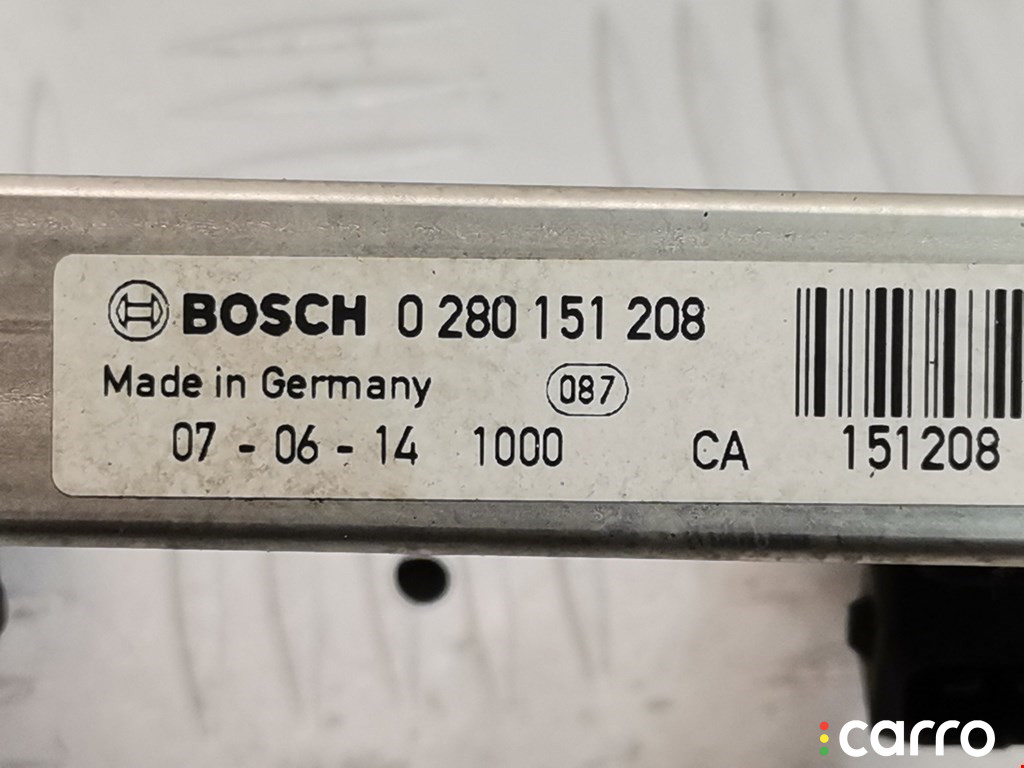 BOSCH 0 280 151 208
Made in Germany 087
07 - 06 - 14 1000 CA 151208
carro